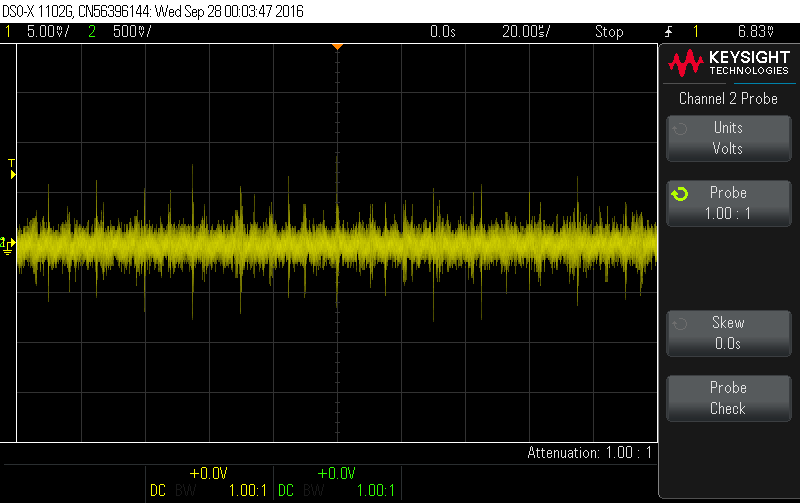 DSO-X 1102G, CN56396144: Wed Sep 28 00:03:47 2016
1 5.00V/ 2 500V/ 0.0s 20.00s/ Stop 1 6.83V
KEYSIGHT
TECHNOLOGIES
Channel 2 Probe
Units
Volts
Probe
1.00 : 1
T
Skew
0.0s
Probe
Check
Attenuation: 1.00 : 1
+0.0V +0.0V
DC BW 1.00:1 DC BW 1.00:1